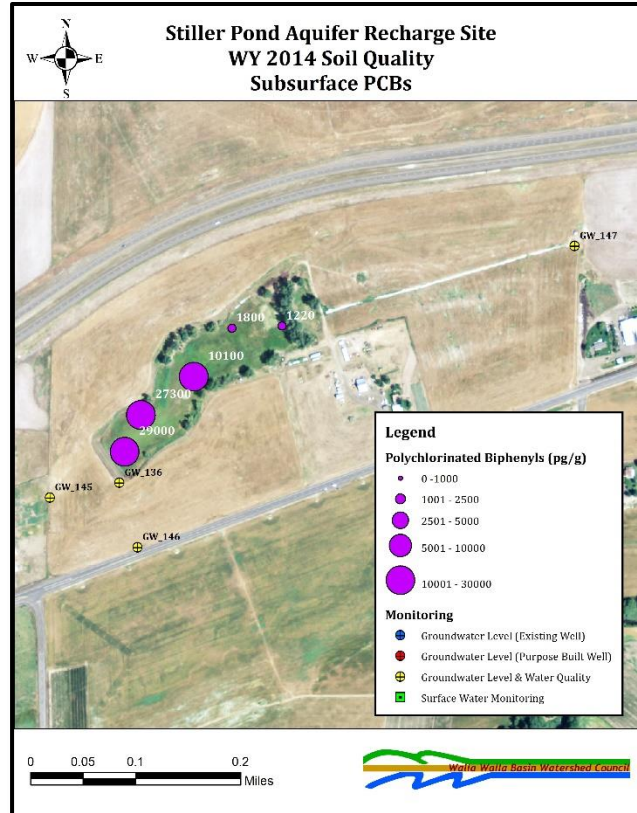 N
W E
S
Stiller Pond Aquifer Recharge Site
WY 2014 Soil Quality
Subsurface PCBs
GW_147
1800
1220
10100
27300
29000
GW_136
GW_145
GW_146
Legend
Polychlorinated Biphenyls (pg/g)
0 -1000
1001 - 2500
2501 - 5000
5001 - 10000
10001 - 30000
Monitoring
Groundwater Level (Existing Well)
Groundwater Level (Purpose Built Well)
Groundwater Level & Water Quality
Surface Water Monitoring
0 0.05 0.1 0.2
Miles
Walla Walla Basin Watershed Council